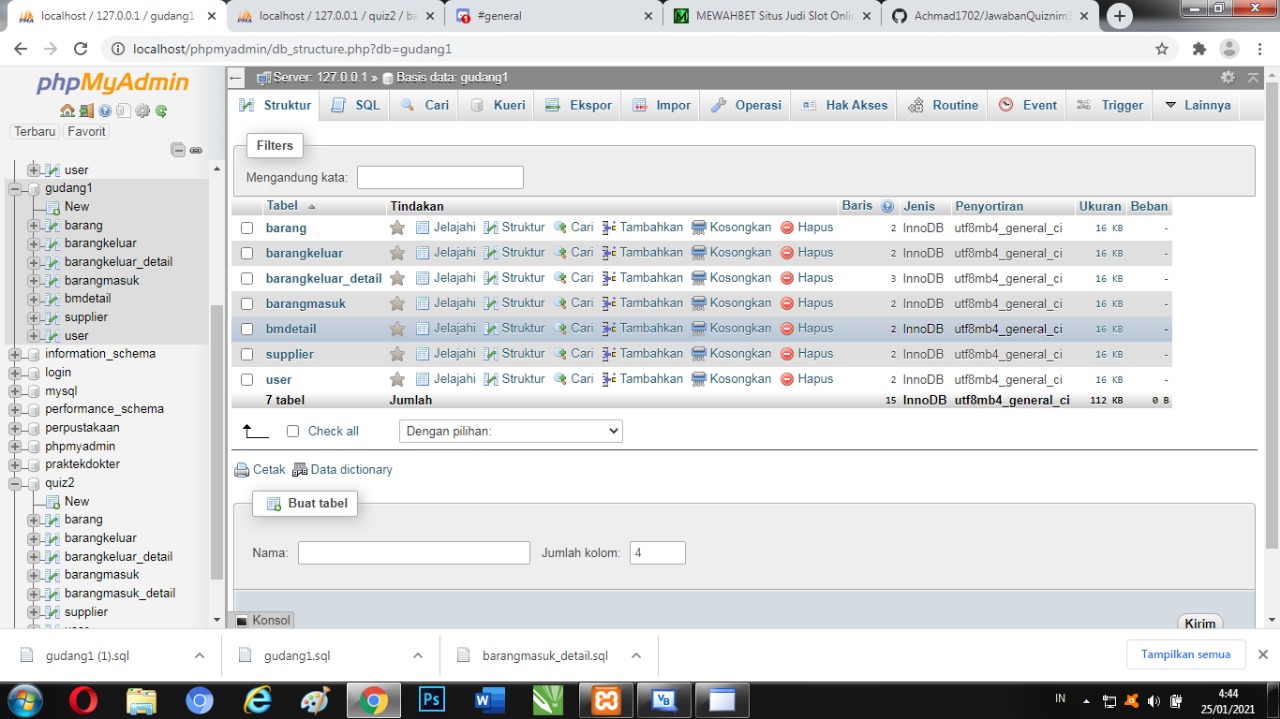 localhost / 127.0.0.1 / gudang1
localhost / 127.0.0.1 / quiz2 / ba
#general
MEWAHBET Situs Judi Slot Onlin
Achmad1702/JawabanQuiznim
localhost/phpmyadmin/db_structure.php?db=gudang1
phpMyAdmin
Terbaru Favorit
user
gudang1
New
barang
barangkeluar
barangkeluar_detail
barangmasuk
bmdetail
supplier
user
information_schema
login
mysql
performance_schema
perpustakaan
phpmyadmin
praktekdokter
quiz2
New
barang
barangkeluar
barangkeluar_detail
barangmasuk
barangmasuk_detail
supplier
Server: 127.0.0.1 » Basis data: gudang1
Struktur SQL Cari Kueri Ekspor Impor Operasi Hak Akses Routine Event Trigger Lainnya
Filters
Mengandung kata:
Tabel Tindakan Baris Jenis Penyortiran Ukuran Beban
barang Jelajahi Struktur Cari Tambahkan Kosongkan Hapus 2 InnoDB utf8mb4_general_ci 16 KB -
barangkeluar Jelajahi Struktur Cari Tambahkan Kosongkan Hapus 2 InnoDB utf8mb4_general_ci 16 KB -
barangkeluar_detail Jelajahi Struktur Cari Tambahkan Kosongkan Hapus 3 InnoDB utf8mb4_general_ci 16 KB -
barangmasuk Jelajahi Struktur Cari Tambahkan Kosongkan Hapus 2 InnoDB utf8mb4_general_ci 16 KB -
bmdetail Jelajahi Struktur Cari Tambahkan Kosongkan Hapus 2 InnoDB utf8mb4_general_ci 16 KB -
supplier Jelajahi Struktur Cari Tambahkan Kosongkan Hapus 2 InnoDB utf8mb4_general_ci 16 KB -
user Jelajahi Struktur Cari Tambahkan Kosongkan Hapus 2 InnoDB utf8mb4_general_ci 16 KB -
7 tabel Jumlah 15 InnoDB utf8mb4_general_ci 112 KB 0 B
Check all Dengan pilihan:
Cetak Data dictionary
Buat tabel
Nama: Jumlah kolom: 4
Konsol
Kirim
gudang1 (1).sql
gudang1.sql
barangmasuk_detail.sql
Tampilkan semua
Ps
W
VB
IN
4:44
25/01/2021